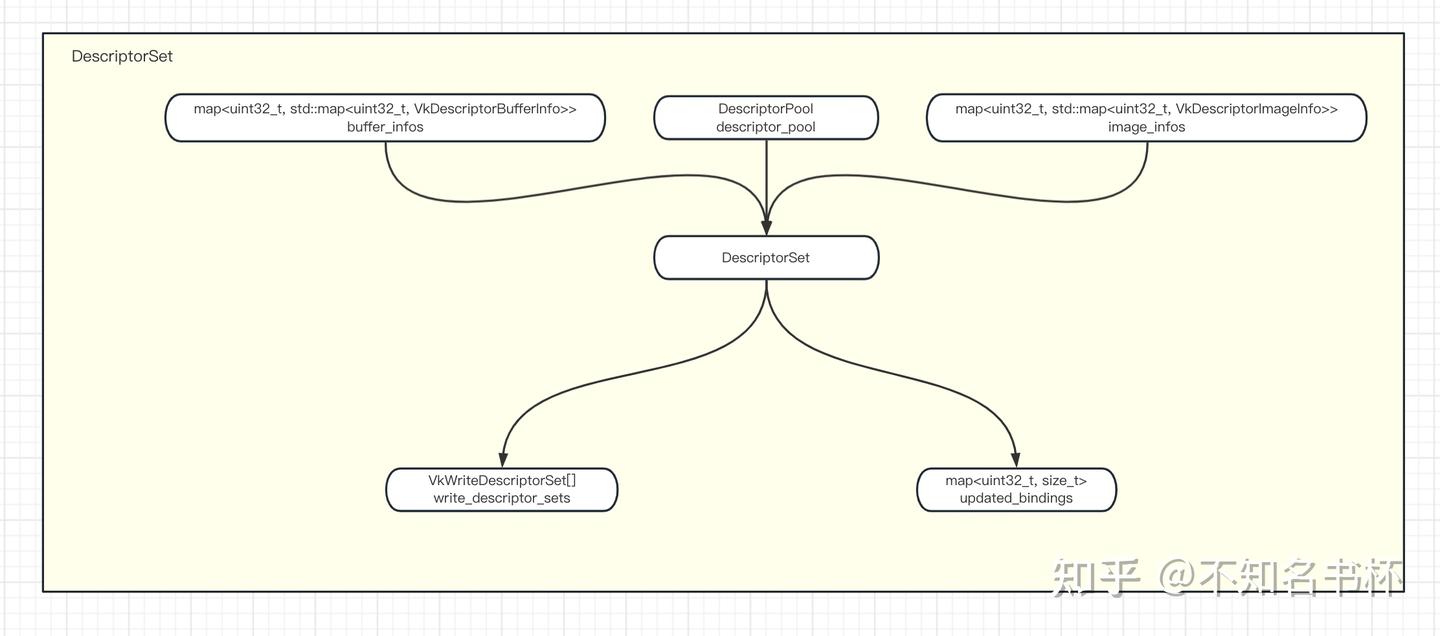 DescriptorSet
map<uint32_t, std::map<uint32_t, VkDescriptorBufferInfo>>
buffer_infos
DescriptorPool
descriptor_pool
map<uint32_t, std::map<uint32_t, VkDescriptorImageInfo>>
image_infos
DescriptorSet
VkWriteDescriptorSet[]
write_descriptor_sets
map<uint32_t, size_t>
updated_bindings
知乎 @不知名书杯